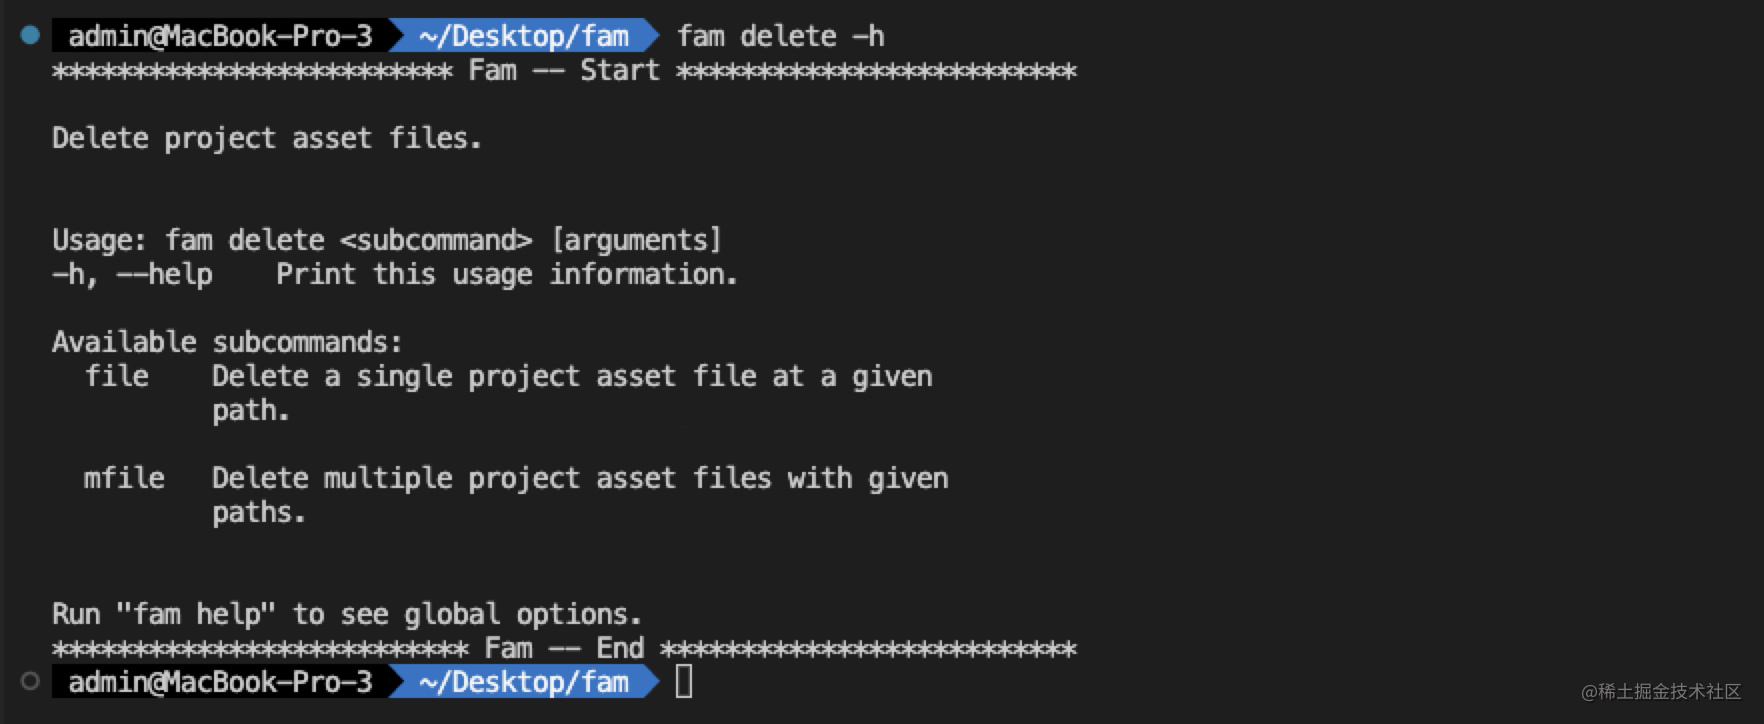 admin@MacBook-Pro-3 ~/Desktop/fam fam delete -h
************************* Fam -- Start *************************
Delete project asset files.
Usage: fam delete <subcommand> [arguments]
-h, --help    Print this usage information.
Available subcommands:
  file    Delete a single project asset file at a given
          path.
  mfile   Delete multiple project asset files with given
          paths.
Run "fam help" to see global options.
************************** Fam -- End **************************
admin@MacBook-Pro-3 ~/Desktop/fam
@稀土掘金技术社区